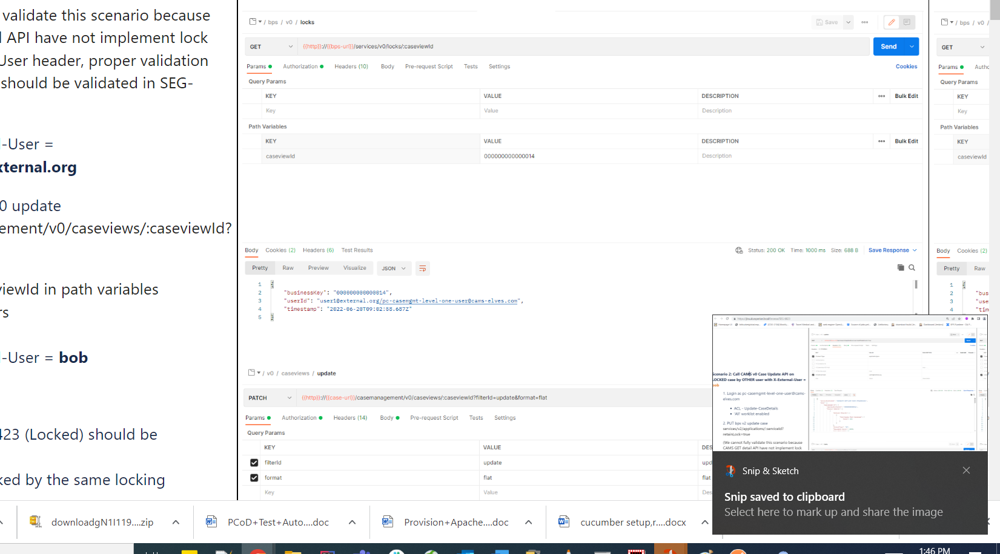 validate this scenario because
API have not implement lock
User header, proper validation
should be validated in SEG-
-User =
xternal.org
0 update
ement/v0/caseviews/:caseviewId?
viewId in path variables
rs
-User = bob
423 (Locked) should be
ked by the same locking
/ bps / v0 / locks
Save
GET
{{http}}://{{bps-url}}/services/v0/locks/:caseviewId
Send
Params Authorization Headers (10) Body Pre-request Script Tests Settings
Cookies
Query Params
KEY VALUE DESCRIPTION
Bulk Edit
Key Value Description
Path Variables
KEY VALUE DESCRIPTION
Bulk Edit
caseviewId 000000000000014 Description
Body Cookies (2) Headers (6) Test Results
Status: 200 OK Time: 1000 ms Size: 688 B Save Response
Pretty Raw Preview Visualize JSON
1 {
2 "businessKey": "000000000000014",
3 "userId": "user1@external.org/pc-casemgmt-level-one-user@cams-elves.com",
4 "timestamp": "2022-06-20T09:02:58.687Z"
5 }
/ v0 / caseviews / update
PATCH
{{http}}://{{case-url}}/casemanagement/v0/caseviews/:caseviewId?filterId=update&format=flat
Params Authorization Headers (14) Body Pre-request Script Tests Settings
Query Params
KEY VALUE DES
filterId update upd
format flat flat
Key Value Des
/ bps / v0 /
GET
Params Autho
Query Params
KEY
Key
Path Variables
KEY
caseviewId
Body Cookies (2)
Pretty Raw
1 {
2 "bus
3 "use
4 "tim
Scenario 2: Call CAMS v0 Case Update API on
LOCKED case by OTHER user with X-External-User =
bob
1. Login as pc-casemgmt-level-one-user@cams-
elves.com
• ACL - Update-CaseDetails
• 'All' worklist enabled
2. PUT bps v2 update case
services/v2/applications/:serviceId?
retainLock=true
(We cannot fully validate this scenario because
CAMS GET detail API have not implement lock
Snip & Sketch
Snip saved to clipboard
Select here to mark up and share the image
downloadgN1I119....zip
PCoD+Test+Auto....doc
Provision+Apache....doc
cucumber setup,r....docx
1:46 PM